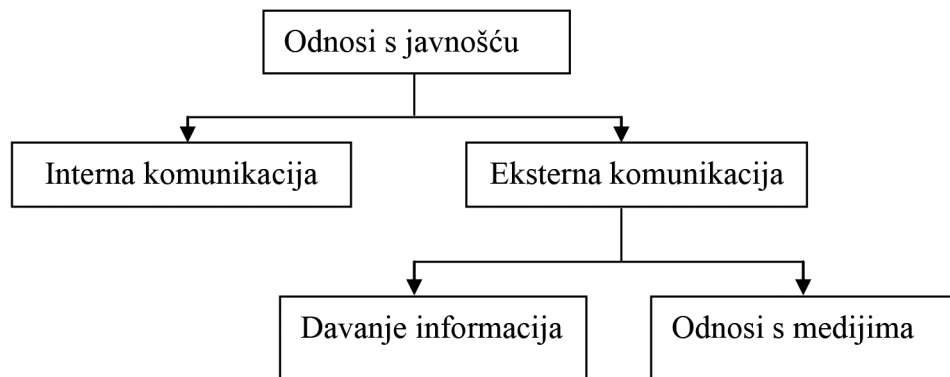 Odnosi s javnošću
Interna komunikacija
Eksterna komunikacija
Davanje informacija
Odnosi s medijima